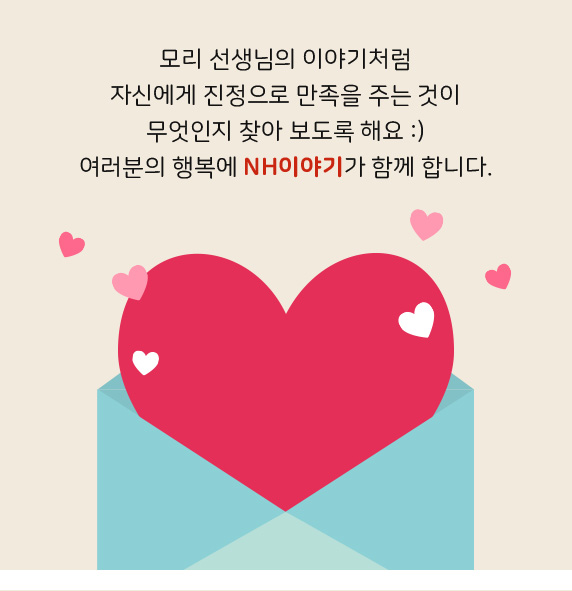 모리 선생님의 이야기처럼
자신에게 진정으로 만족을 주는 것이
무엇인지 찾아 보도록 해요 :)
여러분의 행복에 NH이야기가 함께 합니다.